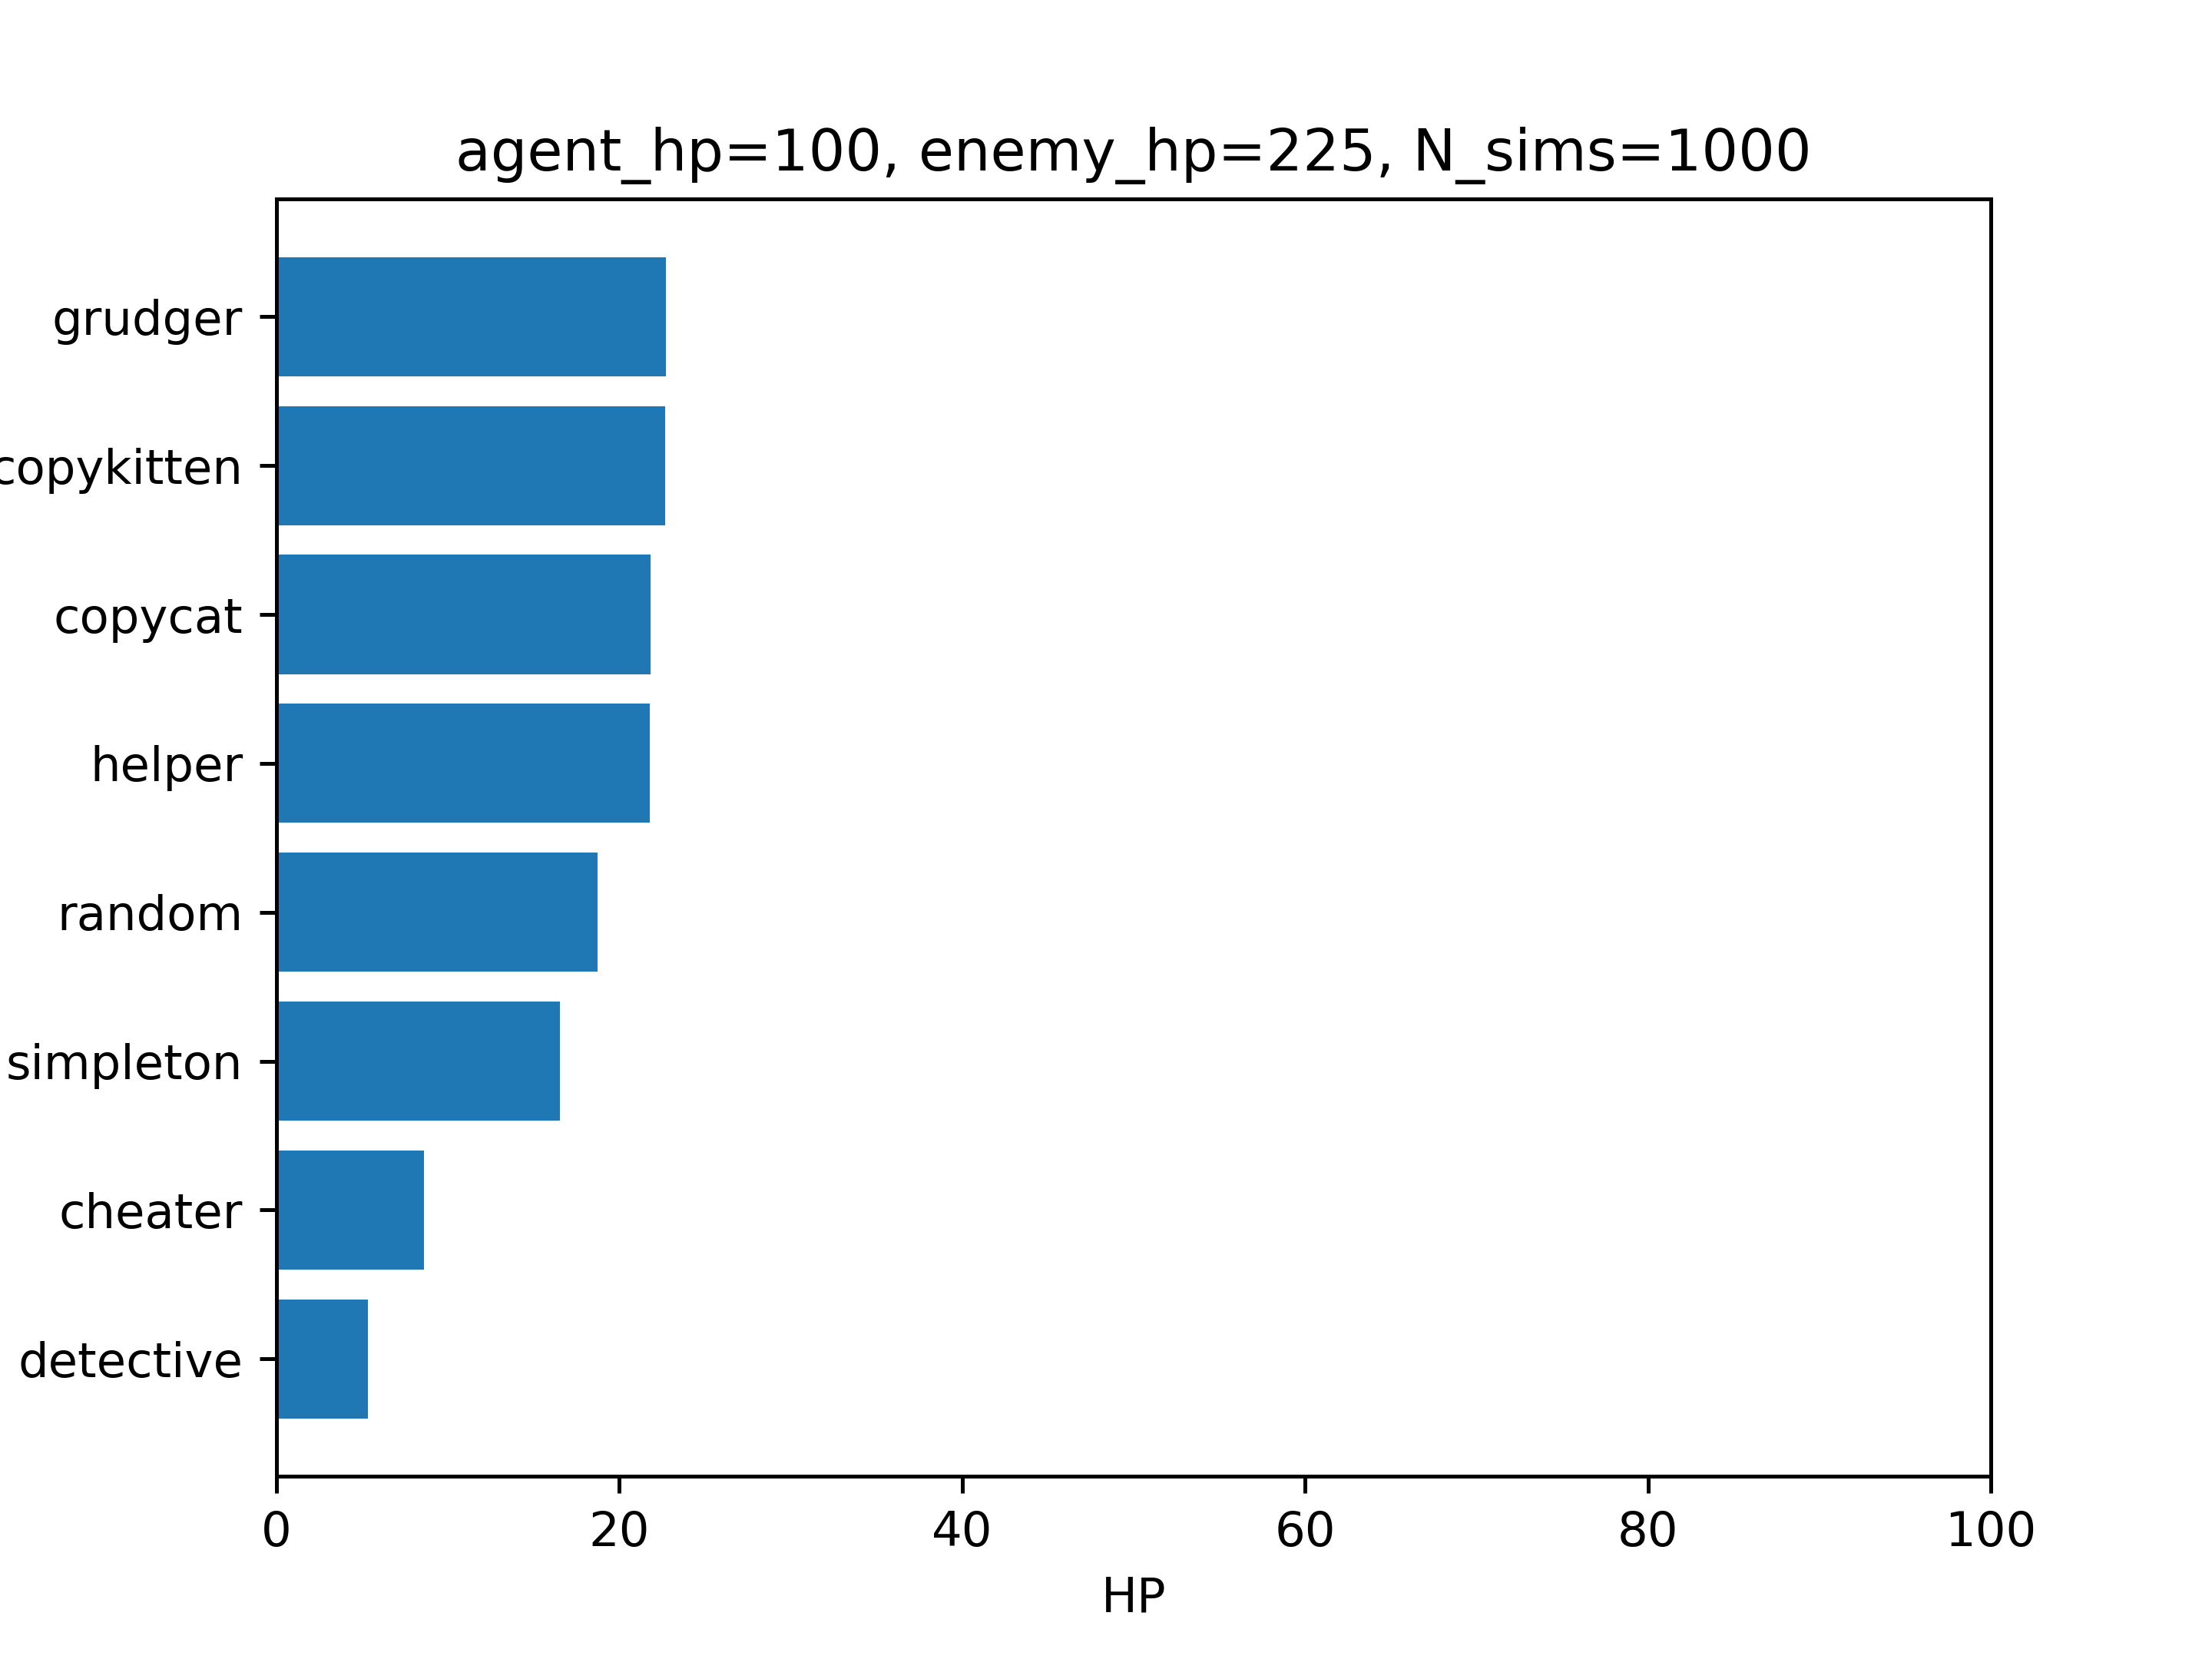 agent_hp=100, enemy_hp=225, N_sims=1000
grudger
copykitten
copycat
helper
random
simpleton
cheater
detective
0 20 40 60 80 100
HP